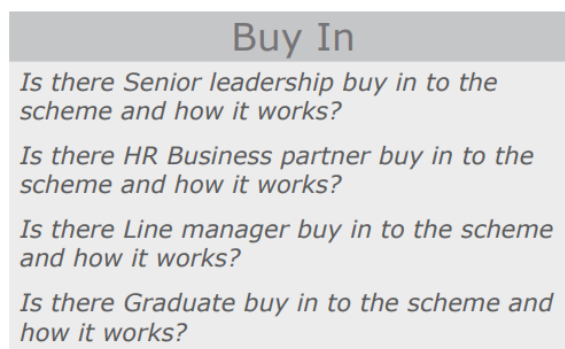 Buy In
Is there Senior leadership buy in to the
scheme and how it works?
Is there HR Business partner buy in to the
scheme and how it works?
Is there Line manager buy in to the scheme
and how it works?
Is there Graduate buy in to the scheme and
how it works?